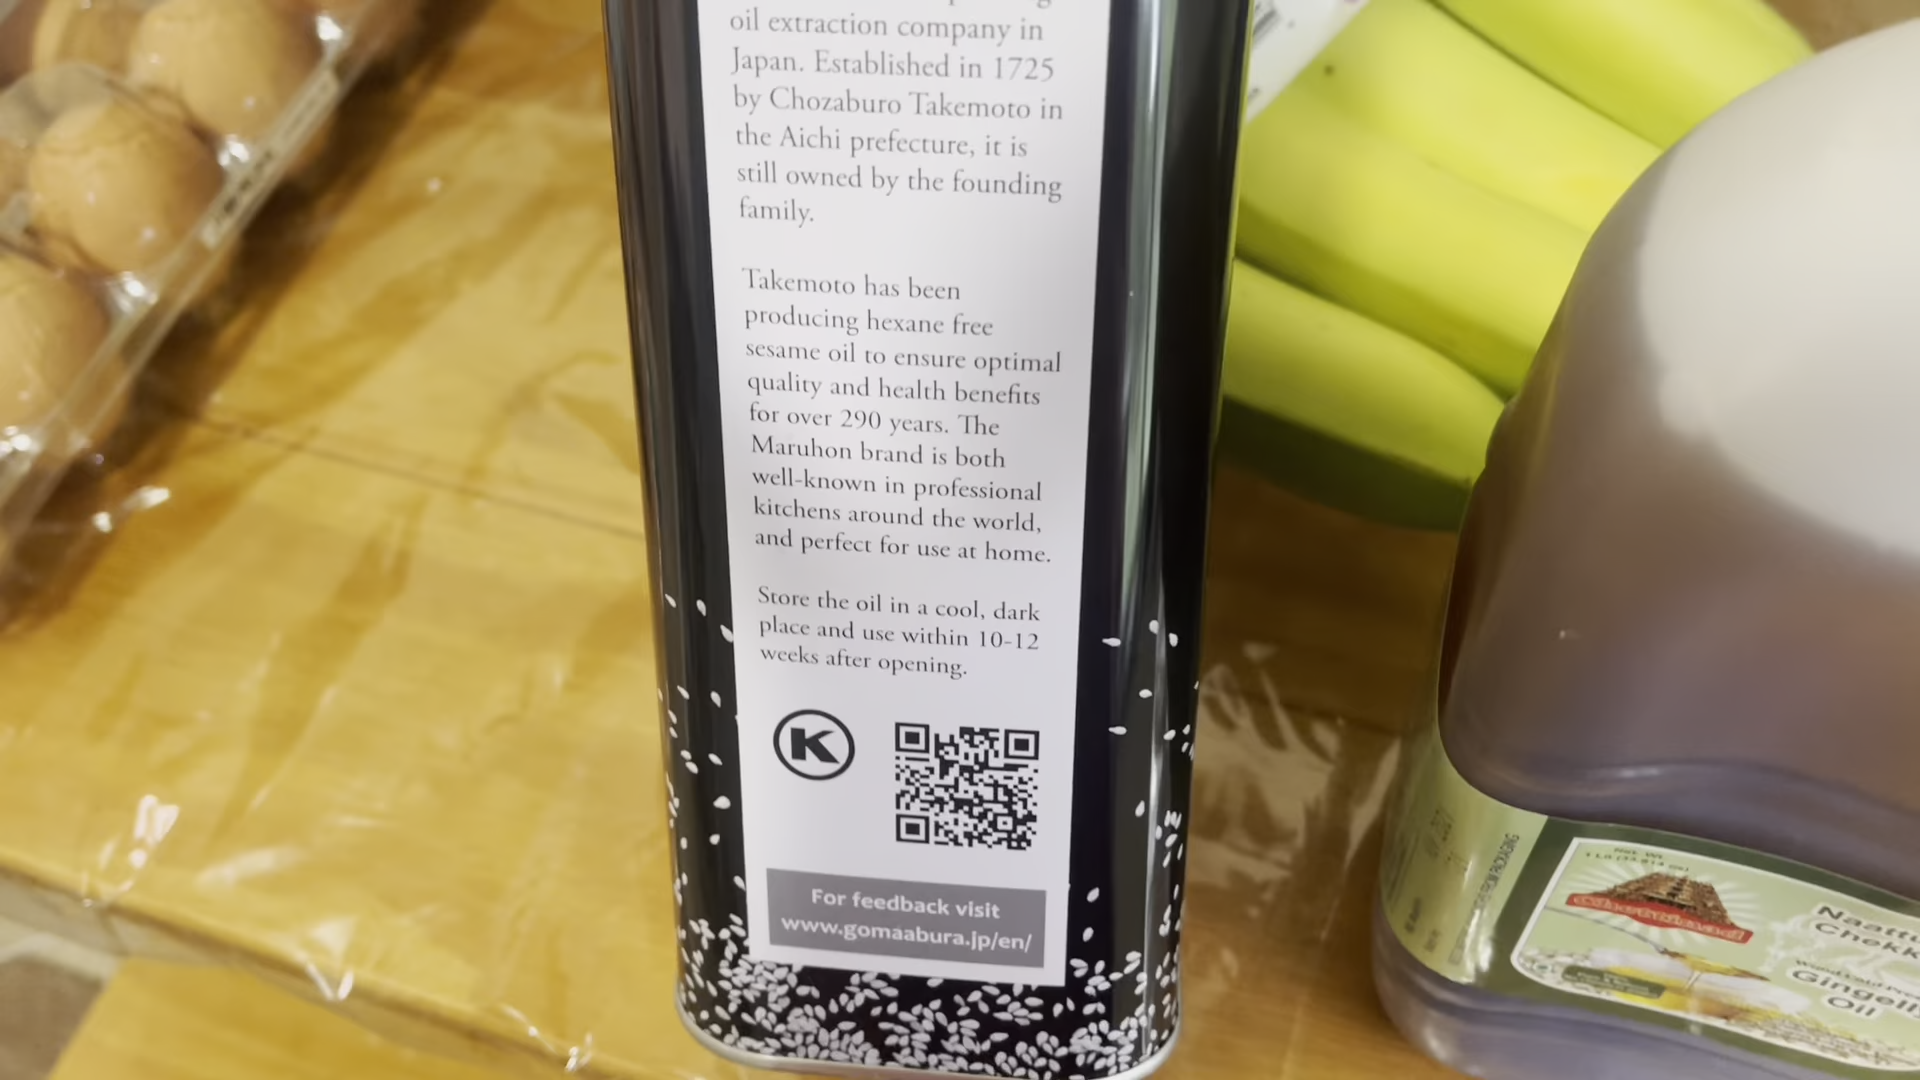 oil extraction company in
Japan. Established in 1725
by Chozaburo Takemoto in
the Aichi prefecture, it is
still owned by the founding
family.
Takemoto has been
producing hexane free
sesame oil to ensure optimal
quality and health benefits
for over 290 years. The
Maruhon brand is both
well-known in professional
kitchens around the world,
and perfect for use at home.
Store the oil in a cool, dark
place and use within 10-12
weeks after opening.
K
For feedback visit
www.gomaabura.jp/en/
Net. Wt.
Naattu
Chekk
Gingelly
Oil